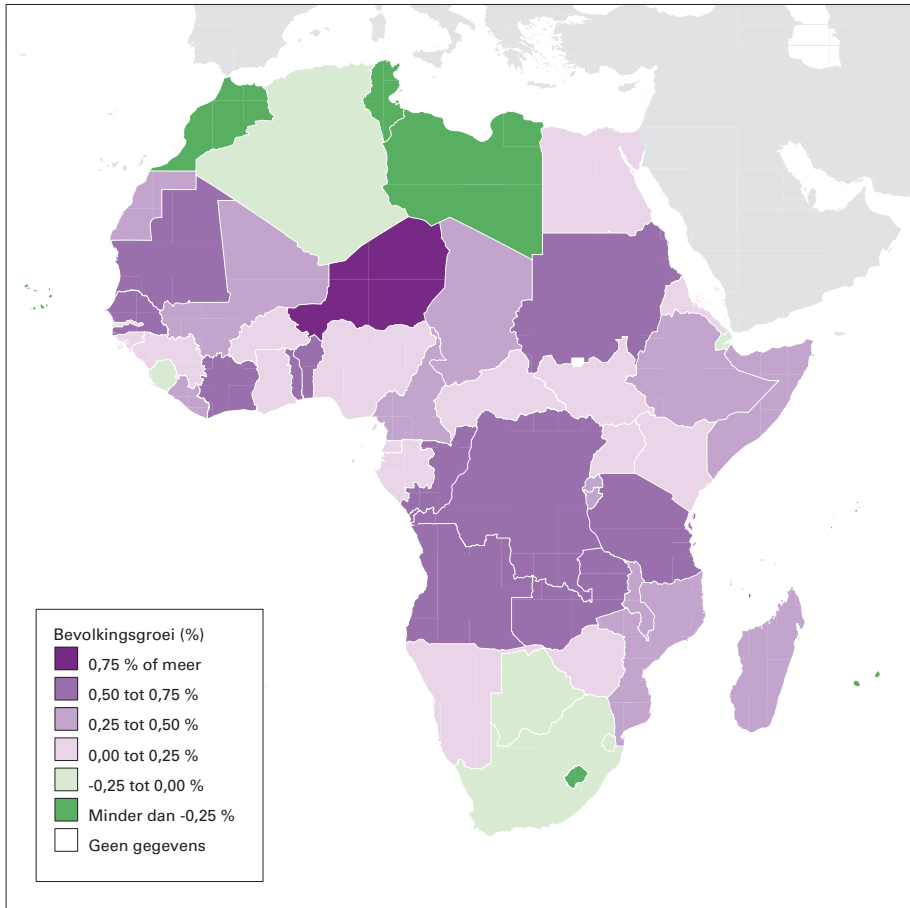 Bevolkingsgroei (%)
0,75 % of meer
0,50 tot 0,75 %
0,25 tot 0,50 %
0,00 tot 0,25 %
-0,25 tot 0,00 %
Minder dan -0,25 %
Geen gegevens